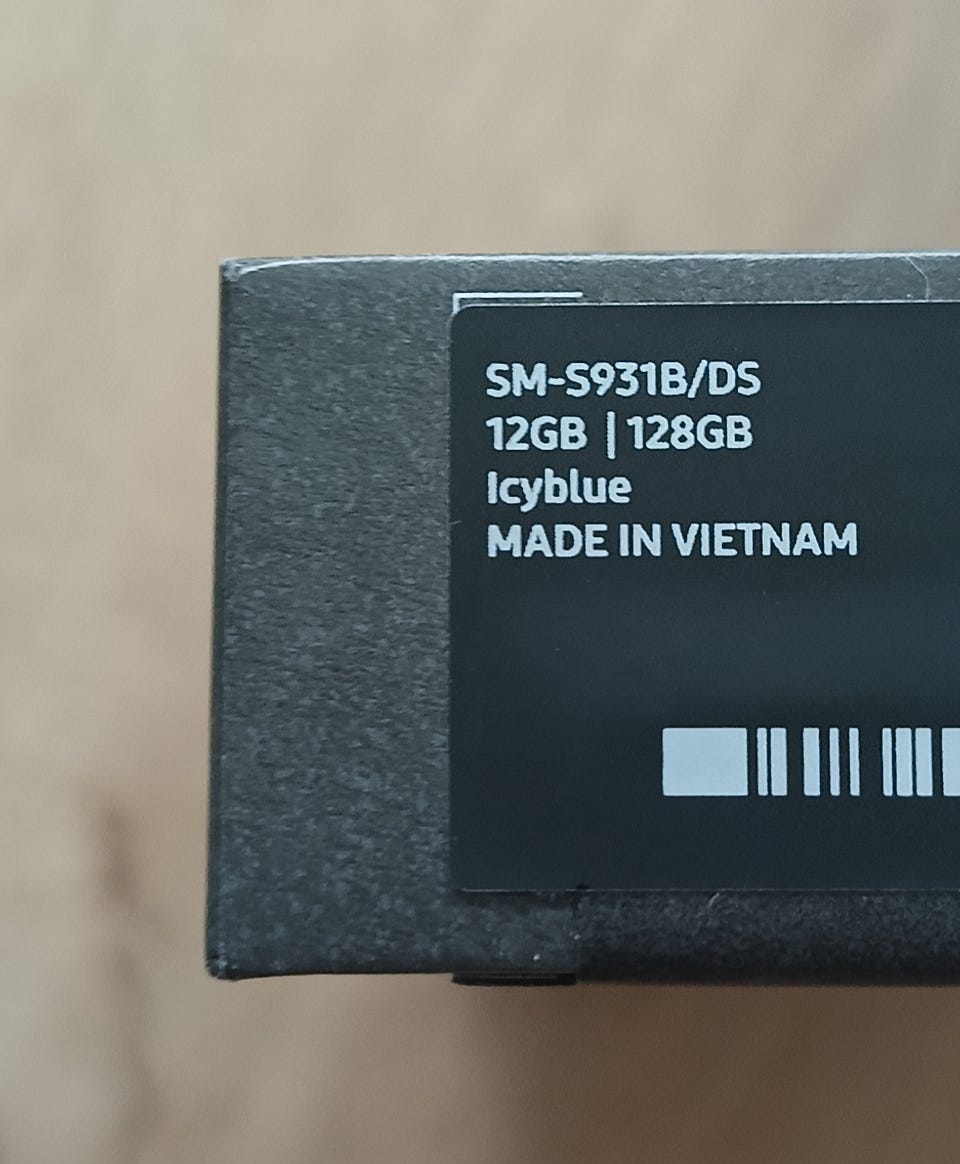 SM-S931B/DS
12GB | 128GB
Icyblue
MADE IN VIETNAM